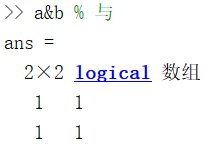 >> a&b % 与
ans =
2×2 logical 数组
1 1
1 1